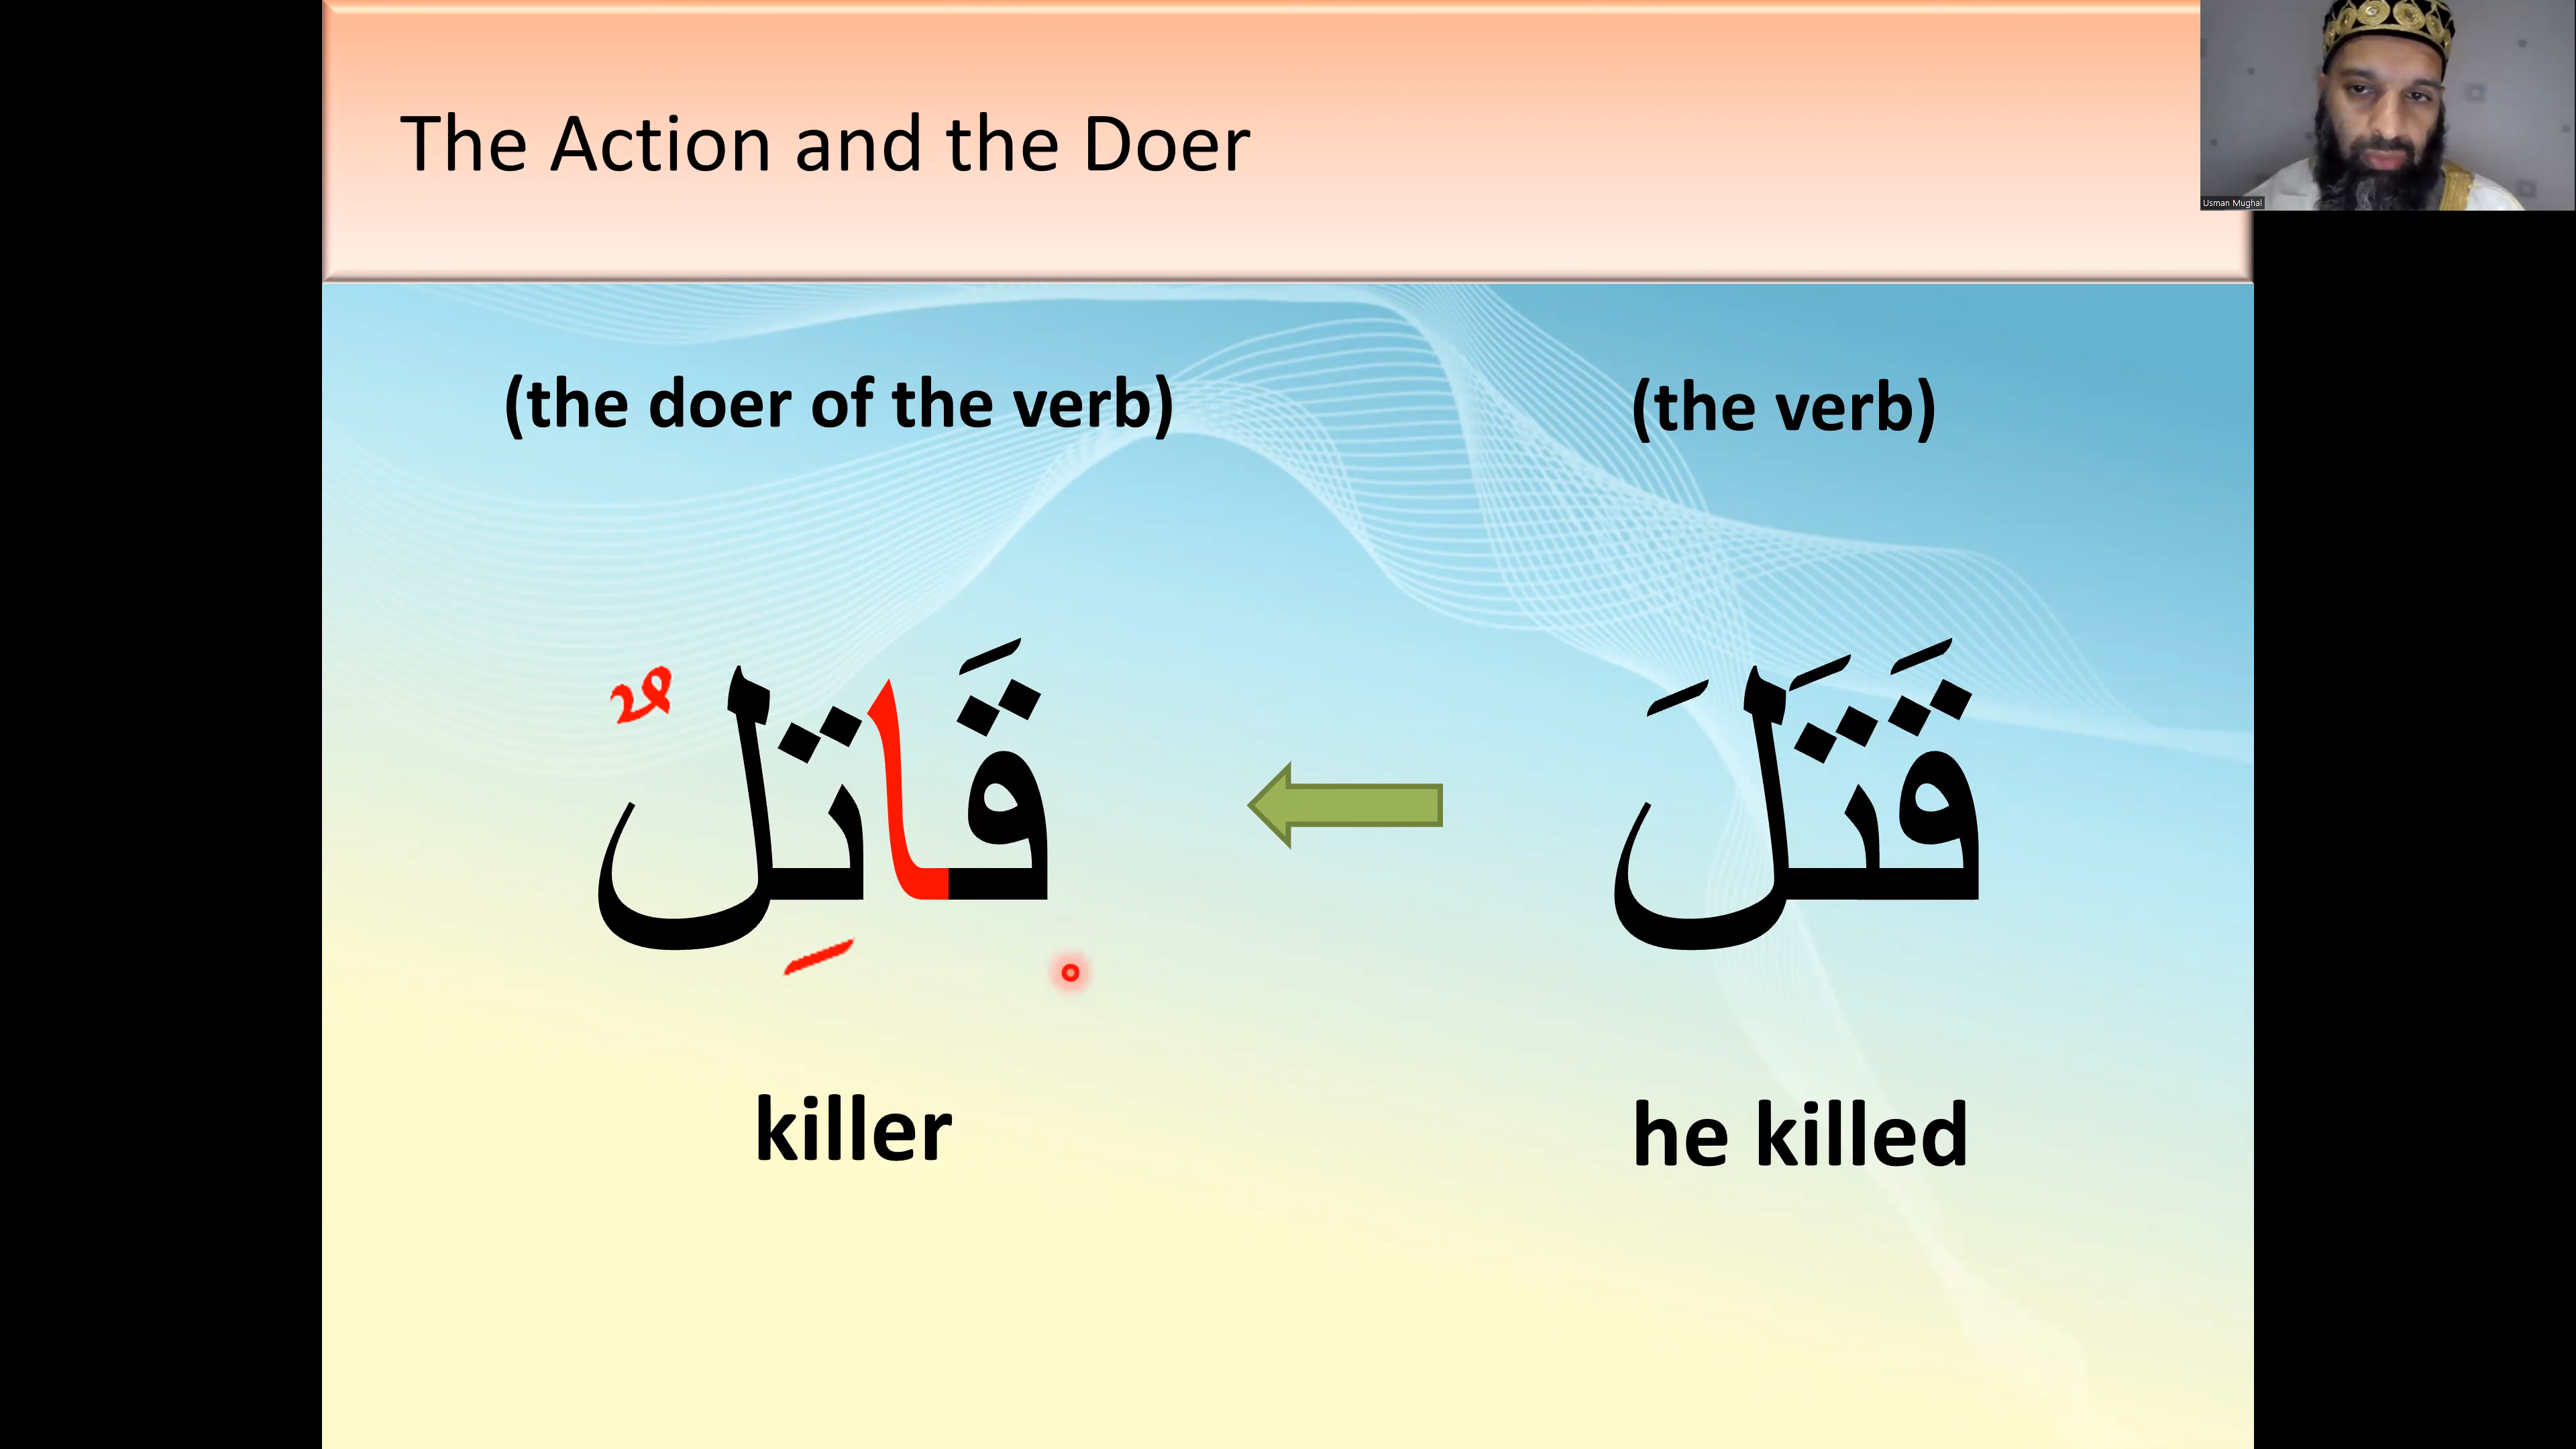 The Action and the Doer
Usman Mughal
(the doer of the verb) (the verb)
قَاتِلٌ قَتَلَ
killer he killed